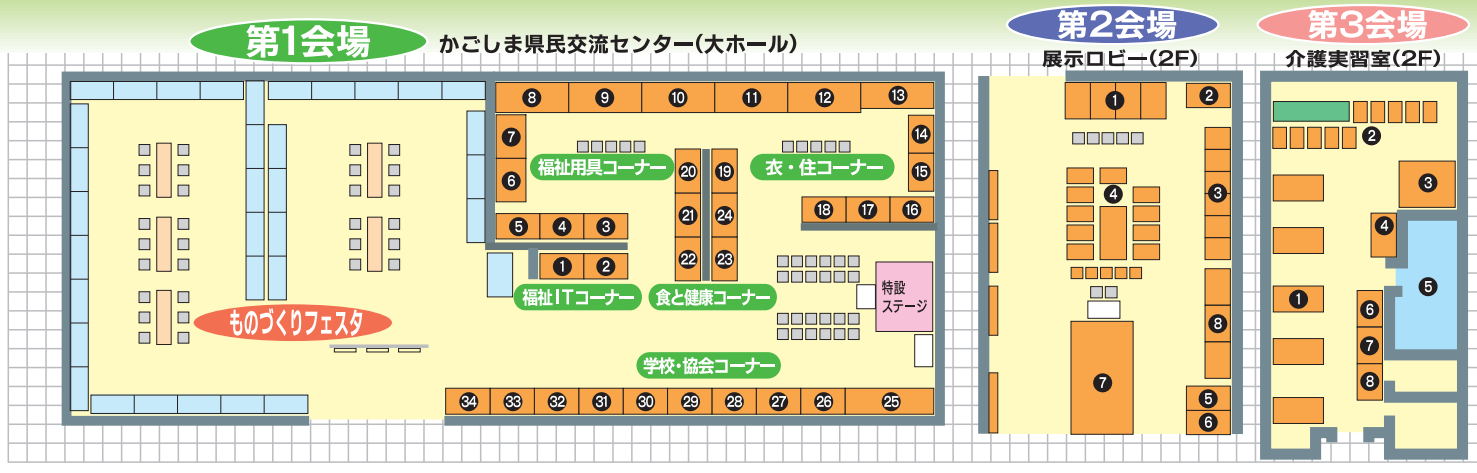 第1会場
かごしま県民交流センター(大ホール)
第2会場
展示ロビー(2F)
第3会場
介護実習室(2F)
8 9 10 11 12 13
7
6
14
15
福祉用具コーナー
衣・住コーナー
5 4 3
20 19
21 24
22 23
18 17 16
1 2
福祉ITコーナー
食と健康コーナー
特設
ステージ
ものづくりフェスタ
学校・協会コーナー
34 33 32 31 30 29 28 27 26 25
1
2
3
4
8
7
5
6
2
3
4
5
1
6
7
8